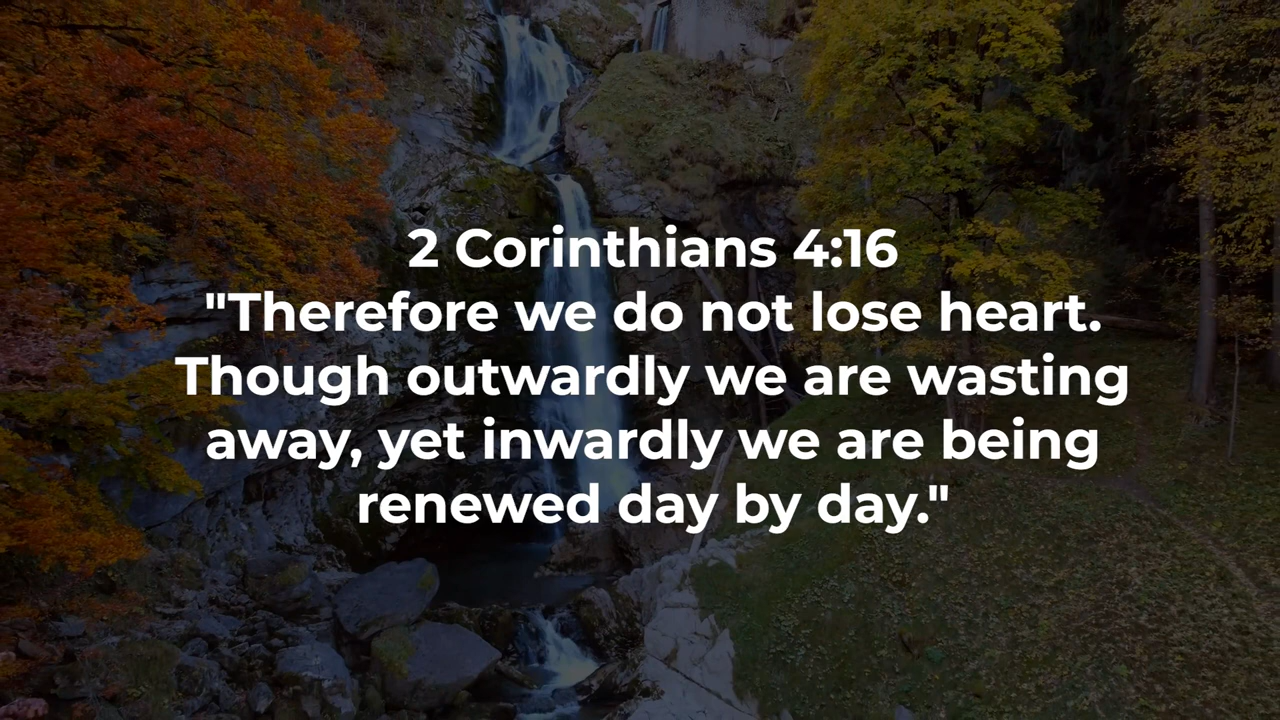 2 Corinthians 4:16
"Therefore we do not lose heart.
Though outwardly we are wasting
away, yet inwardly we are being
renewed day by day."